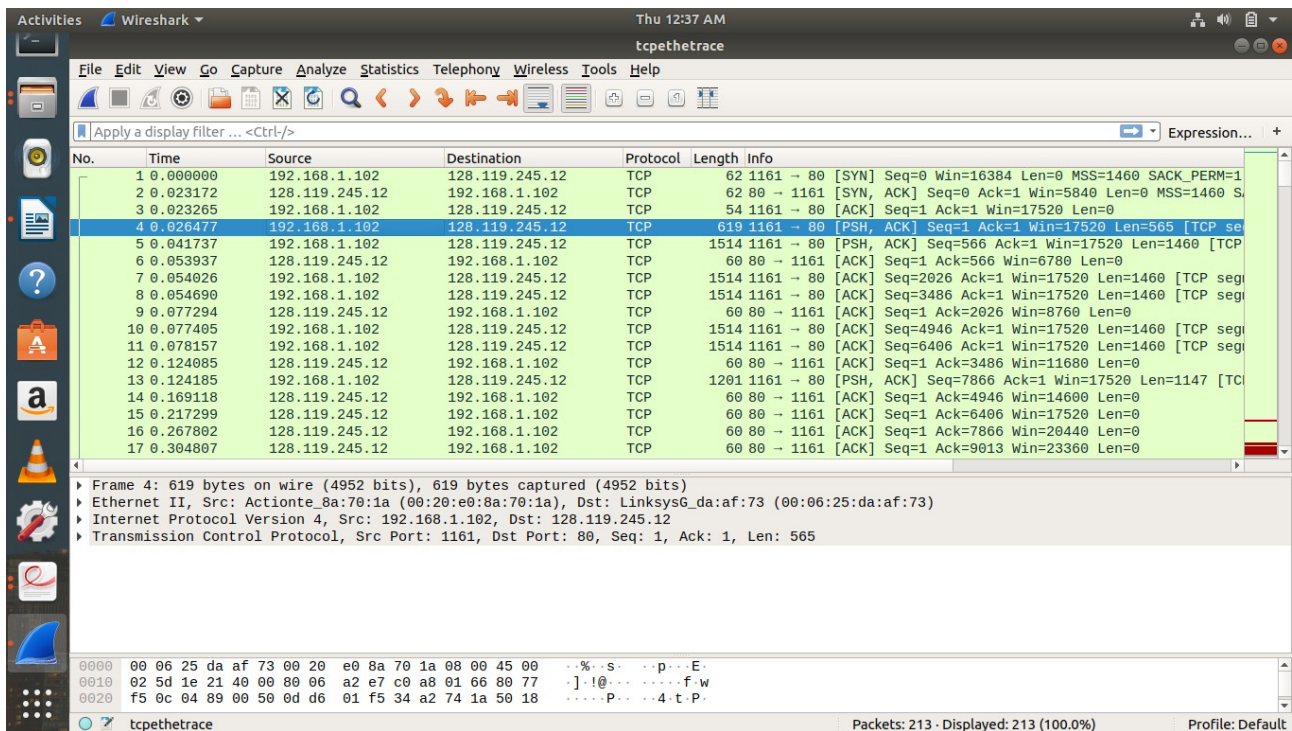 Activities Wireshark Thu 12:37 AM
tcpethetrace
File Edit View Go Capture Analyze Statistics Telephony Wireless Tools Help
Apply a display filter … <Ctrl-/> Expression… +
No. Time Source Destination Protocol Length Info
1 0.000000 192.168.1.102 128.119.245.12 TCP 62 1161 → 80 [SYN] Seq=0 Win=16384 Len=0 MSS=1460 SACK_PERM=1
2 0.023172 128.119.245.12 192.168.1.102 TCP 62 80 → 1161 [SYN, ACK] Seq=0 Ack=1 Win=5840 Len=0 MSS=1460 SA
3 0.023265 192.168.1.102 128.119.245.12 TCP 54 1161 → 80 [ACK] Seq=1 Ack=1 Win=17520 Len=0
4 0.026477 192.168.1.102 128.119.245.12 TCP 619 1161 → 80 [PSH, ACK] Seq=1 Ack=1 Win=17520 Len=565 [TCP se
5 0.041737 192.168.1.102 128.119.245.12 TCP 1514 1161 → 80 [PSH, ACK] Seq=566 Ack=1 Win=17520 Len=1460 [TCP
6 0.053937 128.119.245.12 192.168.1.102 TCP 60 80 → 1161 [ACK] Seq=1 Ack=566 Win=6780 Len=0
7 0.054026 192.168.1.102 128.119.245.12 TCP 1514 1161 → 80 [ACK] Seq=2026 Ack=1 Win=17520 Len=1460 [TCP seg
8 0.054690 192.168.1.102 128.119.245.12 TCP 1514 1161 → 80 [ACK] Seq=3486 Ack=1 Win=17520 Len=1460 [TCP seg
9 0.077294 128.119.245.12 192.168.1.102 TCP 60 80 → 1161 [ACK] Seq=1 Ack=2026 Win=8760 Len=0
10 0.077405 192.168.1.102 128.119.245.12 TCP 1514 1161 → 80 [ACK] Seq=4946 Ack=1 Win=17520 Len=1460 [TCP seg
11 0.078157 192.168.1.102 128.119.245.12 TCP 1514 1161 → 80 [ACK] Seq=6406 Ack=1 Win=17520 Len=1460 [TCP seg
12 0.124085 128.119.245.12 192.168.1.102 TCP 60 80 → 1161 [ACK] Seq=1 Ack=3486 Win=11680 Len=0
13 0.124185 192.168.1.102 128.119.245.12 TCP 1201 1161 → 80 [PSH, ACK] Seq=7866 Ack=1 Win=17520 Len=1147 [TC
14 0.169118 128.119.245.12 192.168.1.102 TCP 60 80 → 1161 [ACK] Seq=1 Ack=4946 Win=14600 Len=0
15 0.217299 128.119.245.12 192.168.1.102 TCP 60 80 → 1161 [ACK] Seq=1 Ack=6406 Win=17520 Len=0
16 0.267802 128.119.245.12 192.168.1.102 TCP 60 80 → 1161 [ACK] Seq=1 Ack=7866 Win=20440 Len=0
17 0.304807 128.119.245.12 192.168.1.102 TCP 60 80 → 1161 [ACK] Seq=1 Ack=9013 Win=23360 Len=0
Frame 4: 619 bytes on wire (4952 bits), 619 bytes captured (4952 bits)
Ethernet II, Src: Actionte_8a:70:1a (00:20:e0:8a:70:1a), Dst: LinksysG_da:af:73 (00:06:25:da:af:73)
Internet Protocol Version 4, Src: 192.168.1.102, Dst: 128.119.245.12
Transmission Control Protocol, Src Port: 1161, Dst Port: 80, Seq: 1, Ack: 1, Len: 565
0000 00 06 25 da af 73 00 20 e0 8a 70 1a 08 00 45 00 ··%··s· ··p···E·
0010 02 5d 1e 21 40 00 80 06 a2 e7 c0 a8 01 66 80 77 ·]·!@··· ·····f·w
0020 f5 0c 04 89 00 50 0d d6 01 f5 34 a2 74 1a 50 18 ·····P·· ··4·t·P·
tcpethetrace Packets: 213 · Displayed: 213 (100.0%) Profile: Default